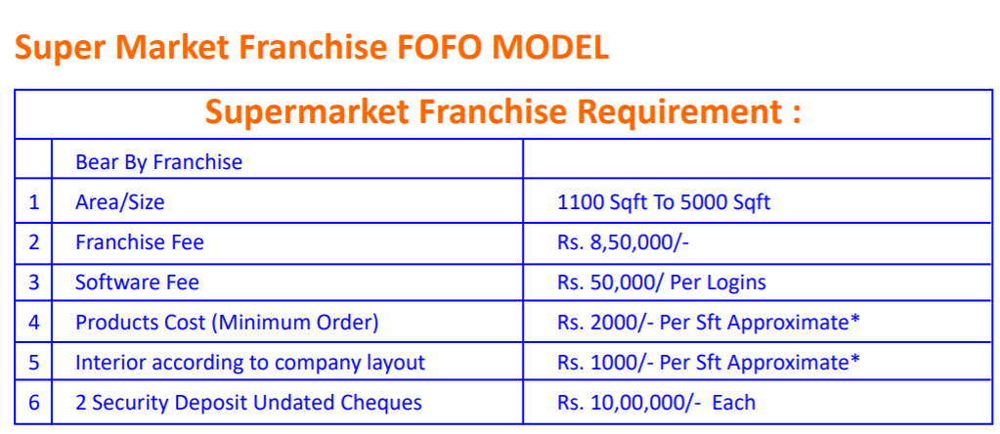 Super Market Franchise FOFO MODEL
Supermarket Franchise Requirement :
Bear By Franchise
1 Area/Size 1100 Sqft To 5000 Sqft
2 Franchise Fee Rs. 8,50,000/-
3 Software Fee Rs. 50,000/ Per Logins
4 Products Cost (Minimum Order) Rs. 2000/- Per Sft Approximate*
5 Interior according to company layout Rs. 1000/- Per Sft Approximate*
6 2 Security Deposit Undated Cheques Rs. 10,00,000/- Each